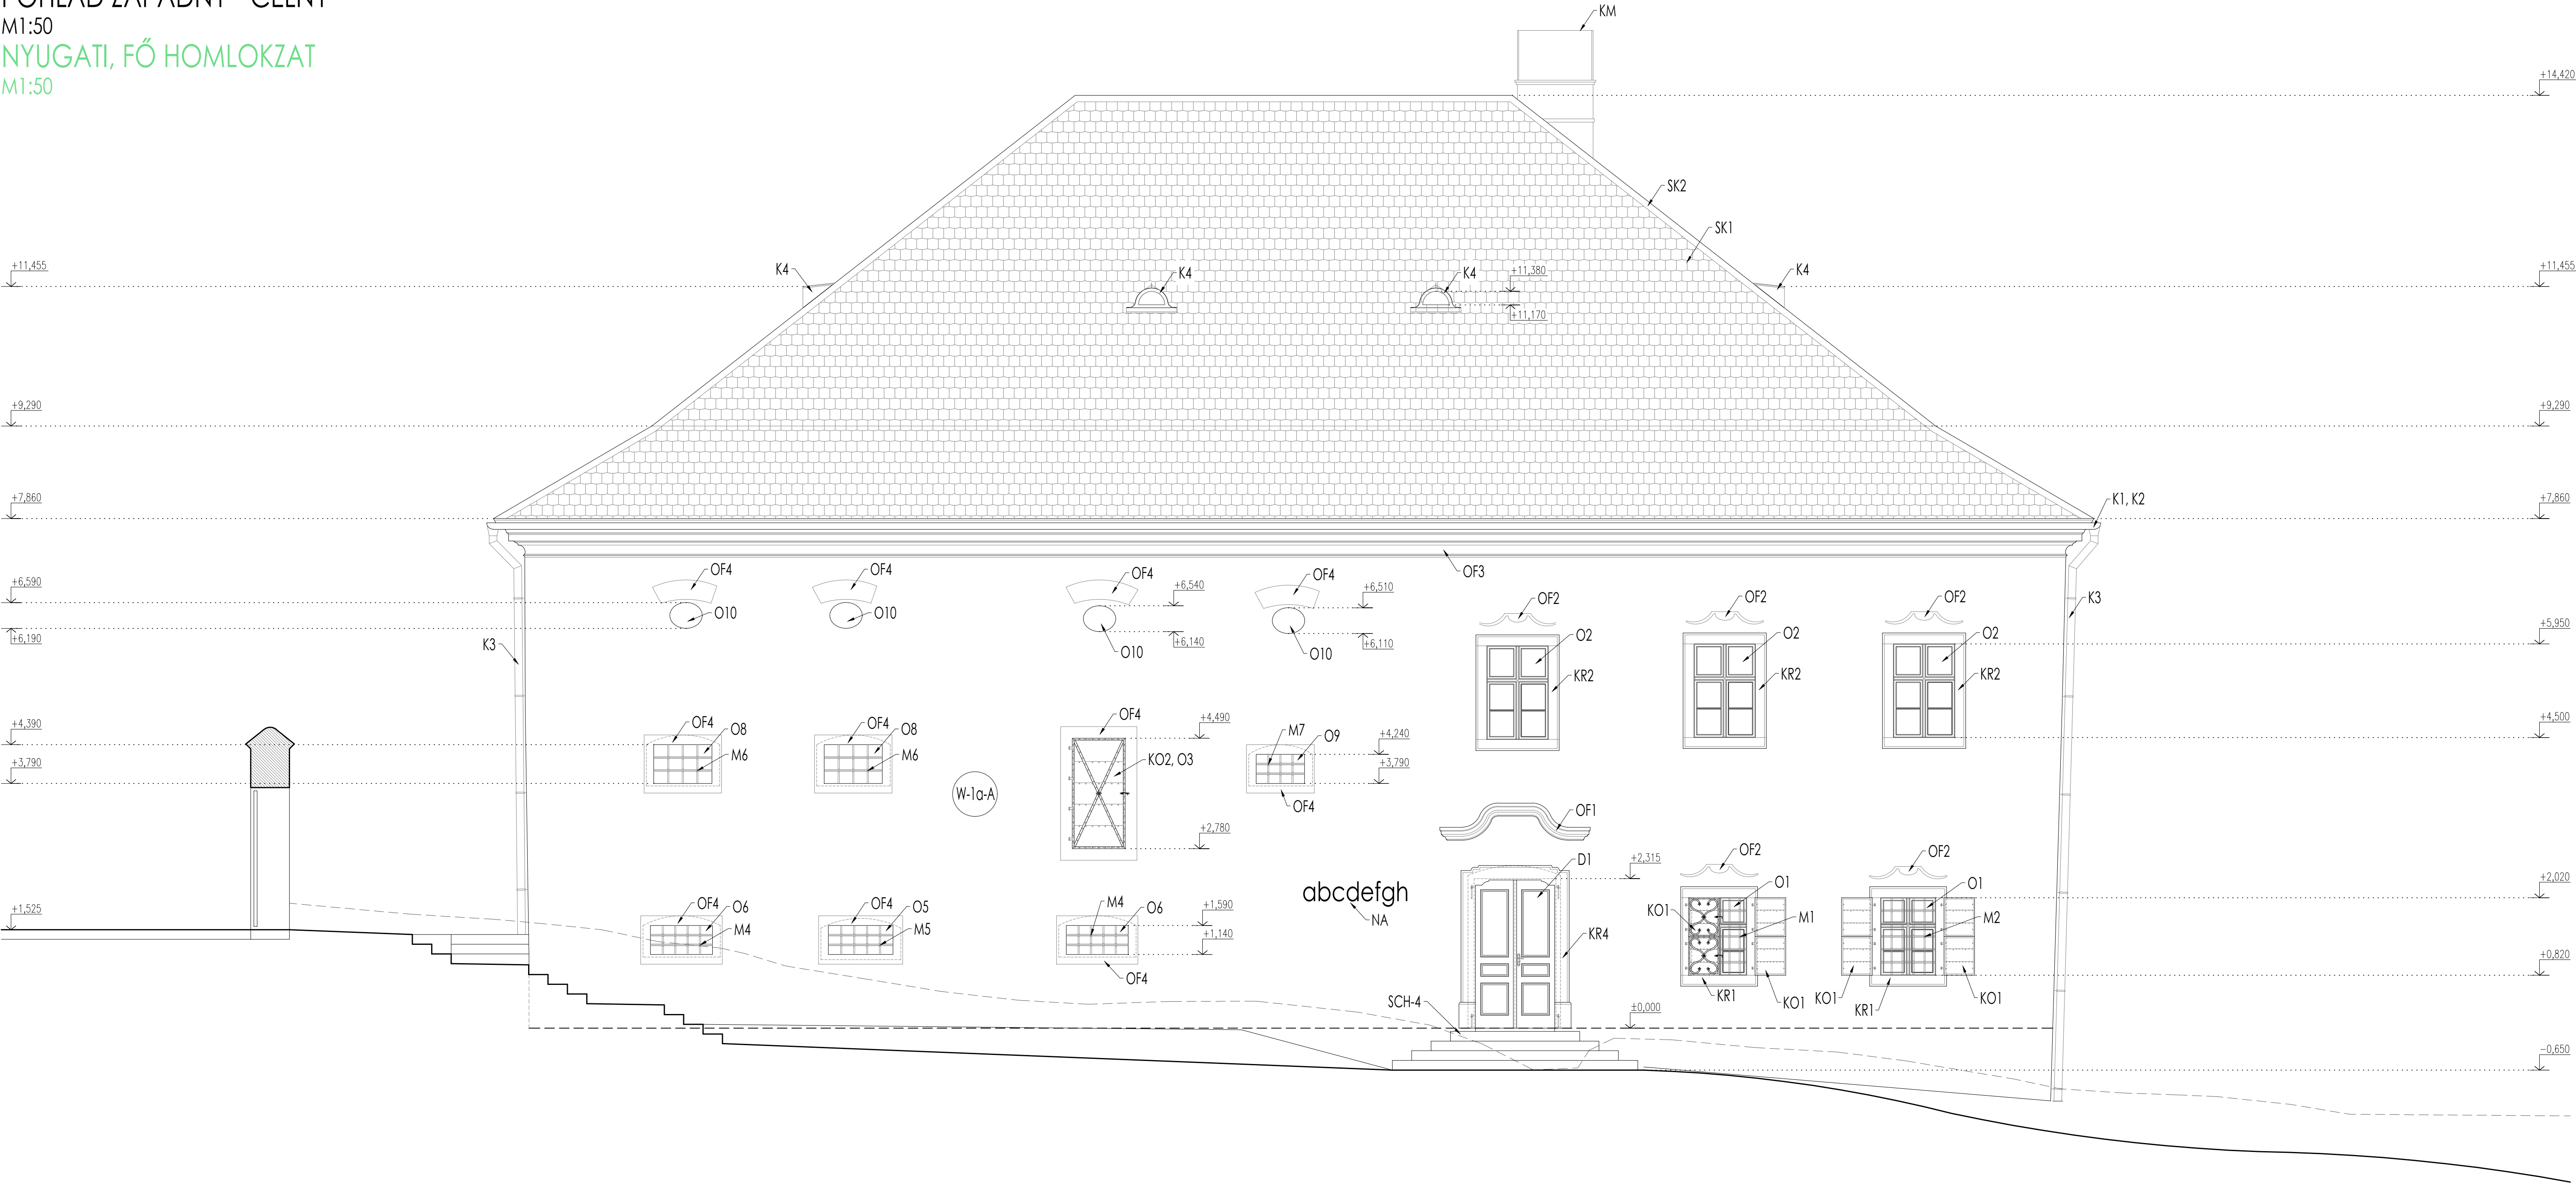 POHĽAD ZÁPADNÝ - ČELNÝ
M1:50
NYUGATI, FŐ HOMLOKZAT
M1:50
KM
+14,420
SK2
SK1
+11,455
K4
K4
K4
+11,380
+11,170
K4
+11,455
+9,290
+9,290
+7,860
K1, K2
+7,860
OF3
+6,590
+6,190
OF4
O10
OF4
O10
OF4
+6,540
+6,140
O10
OF4
+6,510
+6,110
O10
OF2
O2
KR2
OF2
O2
KR2
OF2
O2
KR2
K3
K3
+5,950
+4,500
+4,390
+3,790
OF4
O8
M6
OF4
O8
M6
W-1a-A
OF4
+4,490
KO2, O3
+2,780
M7
O9
+4,240
+3,790
OF4
OF1
D1
+2,315
KR4
abcdefgh
NA
SCH-4
±0,000
+1,525
OF4
O6
M4
OF4
O5
M5
M4
O6
+1,590
+1,140
OF4
OF2
O1
KO1
M1
KR1
KO1
OF2
O1
M2
KO1
KR1
KO1
+2,020
+0,820
-0,650